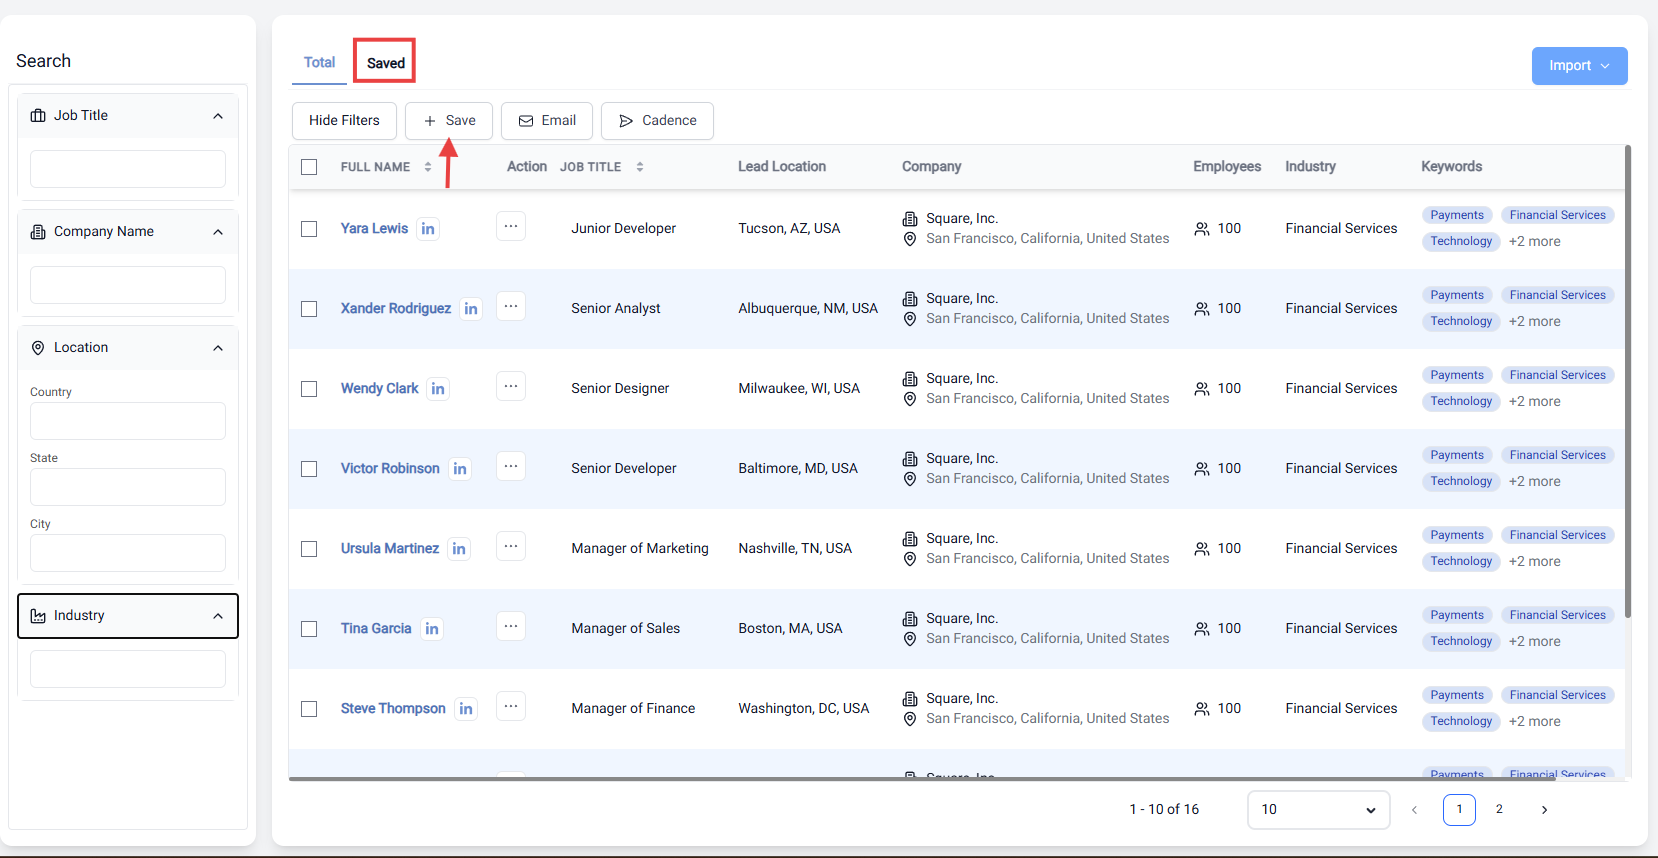 Search
Job Title
Company Name
Location
Country
State
City
Industry
Total Saved
Import
Hide Filters + Save Email Cadence
FULL NAME Action JOB TITLE Lead Location Company Employees Industry Keywords
Yara Lewis in ... Junior Developer Tucson, AZ, USA Square, Inc. 100 Financial Services Payments Financial Services
San Francisco, California, United States Technology +2 more
Xander Rodriguez in ... Senior Analyst Albuquerque, NM, USA Square, Inc. 100 Financial Services Payments Financial Services
San Francisco, California, United States Technology +2 more
Wendy Clark in ... Senior Designer Milwaukee, WI, USA Square, Inc. 100 Financial Services Payments Financial Services
San Francisco, California, United States Technology +2 more
Victor Robinson in ... Senior Developer Baltimore, MD, USA Square, Inc. 100 Financial Services Payments Financial Services
San Francisco, California, United States Technology +2 more
Ursula Martinez in ... Manager of Marketing Nashville, TN, USA Square, Inc. 100 Financial Services Payments Financial Services
San Francisco, California, United States Technology +2 more
Tina Garcia in ... Manager of Sales Boston, MA, USA Square, Inc. 100 Financial Services Payments Financial Services
San Francisco, California, United States Technology +2 more
Steve Thompson in ... Manager of Finance Washington, DC, USA Square, Inc. 100 Financial Services Payments Financial Services
San Francisco, California, United States Technology +2 more
Square, Inc. Payments Financial Services
1 - 10 of 16 10 < 1 2 >